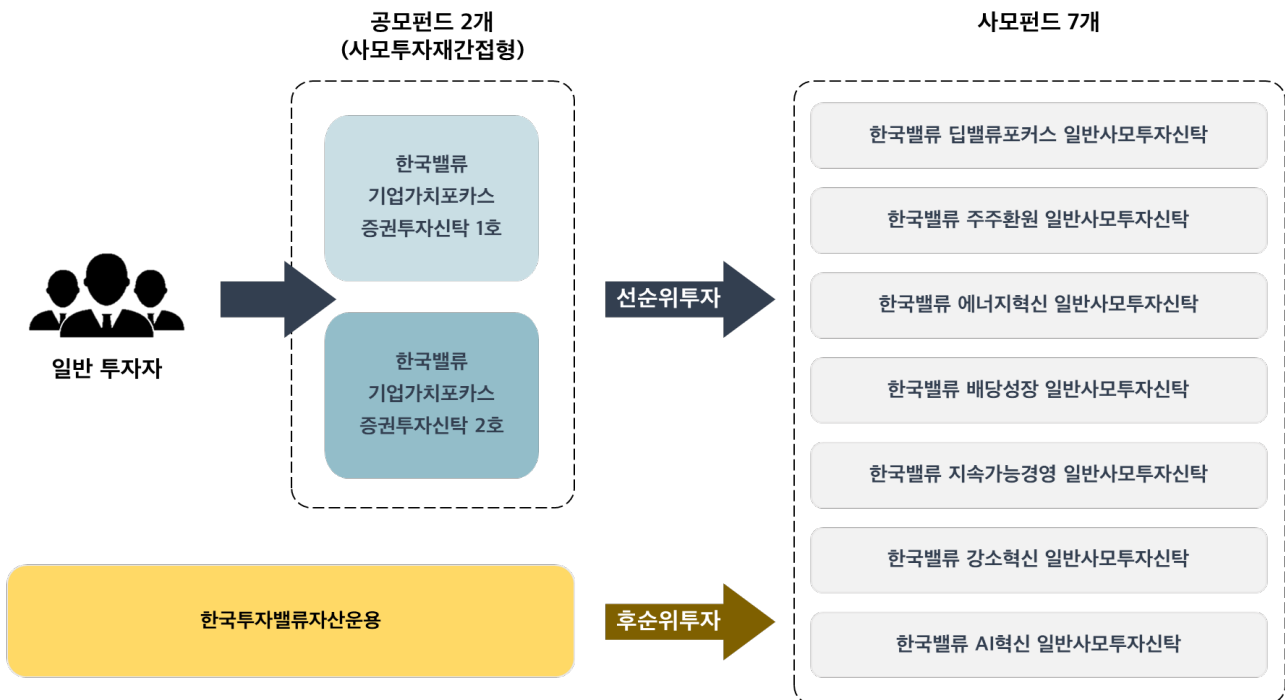 공모펀드 2개
(사모투자재간접형)
사모펀드 7개
한국밸류
기업가치포카스
증권투자신탁 1호
한국밸류
기업가치포카스
증권투자신탁 2호
일반 투자자
선순위투자
한국밸류 딥밸류포커스 일반사모투자신탁
한국밸류 주주환원 일반사모투자신탁
한국밸류 에너지혁신 일반사모투자신탁
한국밸류 배당성장 일반사모투자신탁
한국밸류 지속가능경영 일반사모투자신탁
한국밸류 강소혁신 일반사모투자신탁
한국밸류 AI혁신 일반사모투자신탁
한국투자밸류자산운용
후순위투자